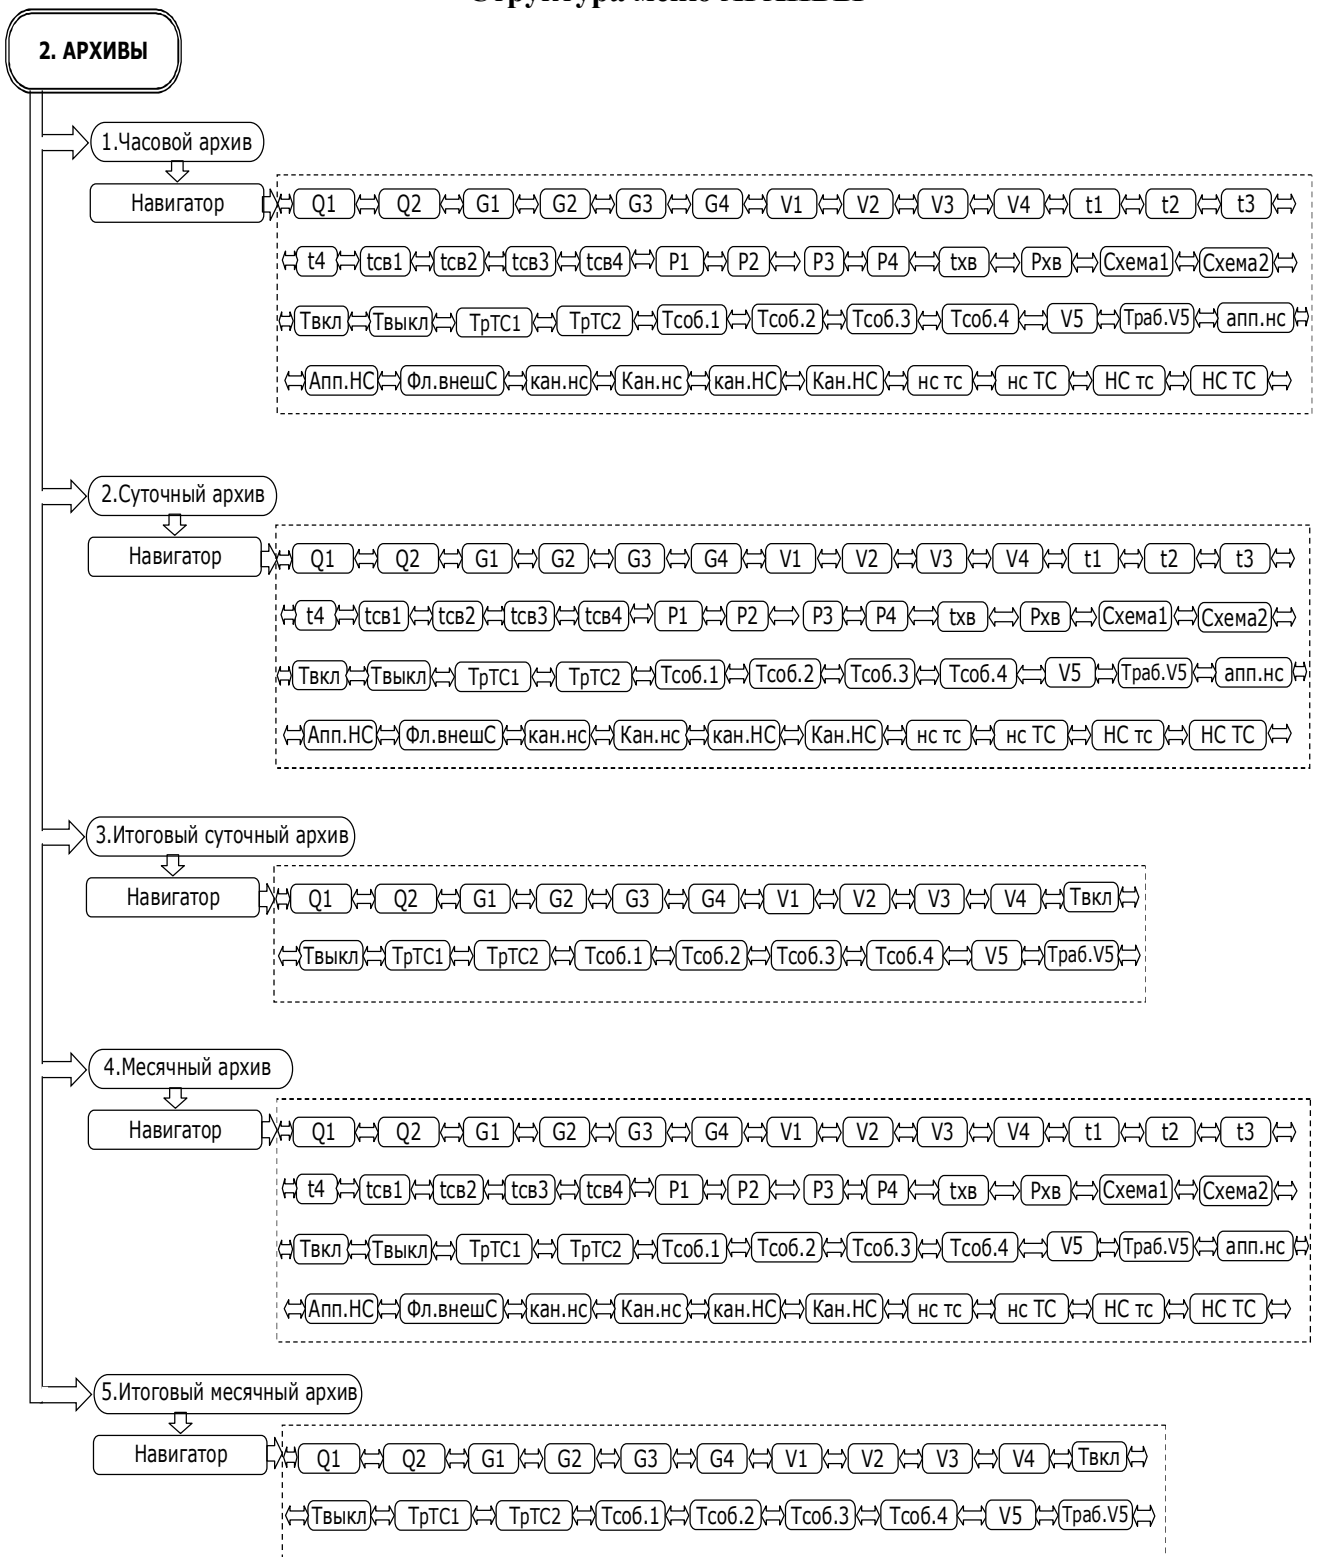 Структура меню АРХИВЫ
2. АРХИВЫ
1.Часовой архив
Навигатор Q1 Q2 G1 G2 G3 G4 V1 V2 V3 V4 t1 t2 t3
t4 tсв1 tсв2 tсв3 tсв4 P1 P2 P3 P4 tхв Pхв Схема1 Схема2
Твкл Твыкл ТрТС1 ТрТС2 Тсоб.1 Тсоб.2 Тсоб.3 Тсоб.4 V5 Траб.V5 апп.нс
Апп.НС Фл.внешС кан.нс Кан.нс кан.НС Кан.НС нс тс нс ТС НС тс НС ТС
2.Суточный архив
Навигатор Q1 Q2 G1 G2 G3 G4 V1 V2 V3 V4 t1 t2 t3
t4 tсв1 tсв2 tсв3 tсв4 P1 P2 P3 P4 tхв Pхв Схема1 Схема2
Твкл Твыкл ТрТС1 ТрТС2 Тсоб.1 Тсоб.2 Тсоб.3 Тсоб.4 V5 Траб.V5 апп.нс
Апп.НС Фл.внешС кан.нс Кан.нс кан.НС Кан.НС нс тс нс ТС НС тс НС ТС
3.Итоговый суточный архив
Навигатор Q1 Q2 G1 G2 G3 G4 V1 V2 V3 V4 Твкл
Твыкл ТрТС1 ТрТС2 Тсоб.1 Тсоб.2 Тсоб.3 Тсоб.4 V5 Траб.V5
4.Месячный архив
Навигатор Q1 Q2 G1 G2 G3 G4 V1 V2 V3 V4 t1 t2 t3
t4 tсв1 tсв2 tсв3 tсв4 P1 P2 P3 P4 tхв Pхв Схема1 Схема2
Твкл Твыкл ТрТС1 ТрТС2 Тсоб.1 Тсоб.2 Тсоб.3 Тсоб.4 V5 Траб.V5 апп.нс
Апп.НС Фл.внешС кан.нс Кан.нс кан.НС Кан.НС нс тс нс ТС НС тс НС ТС
5.Итоговый месячный архив
Навигатор Q1 Q2 G1 G2 G3 G4 V1 V2 V3 V4 Твкл
Твыкл ТрТС1 ТрТС2 Тсоб.1 Тсоб.2 Тсоб.3 Тсоб.4 V5 Траб.V5